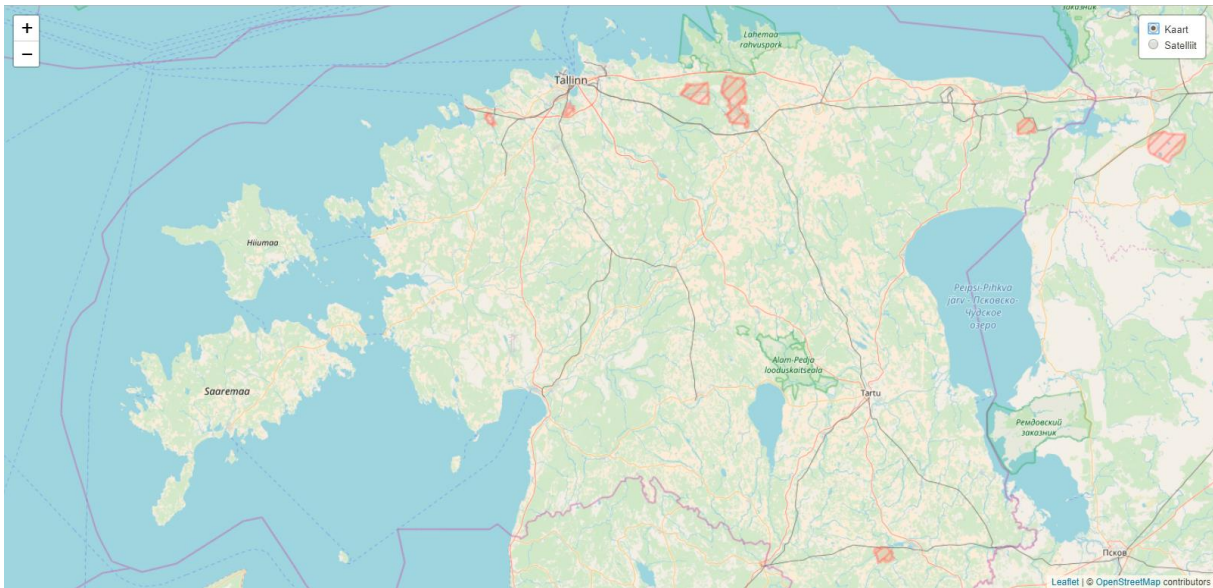 +
−
заказник
Kaart
Satelliit
Lahemaa
rahvuspark
Tallinn
Hiiumaa
Peipsi-Pihkva
järv - Псковско-
Чудское
озеро
Alam-Pedja
looduskaitseala
Saaremaa
Tartu
Ремдовский
заказник
Псков
Leaflet | © OpenStreetMap contributors